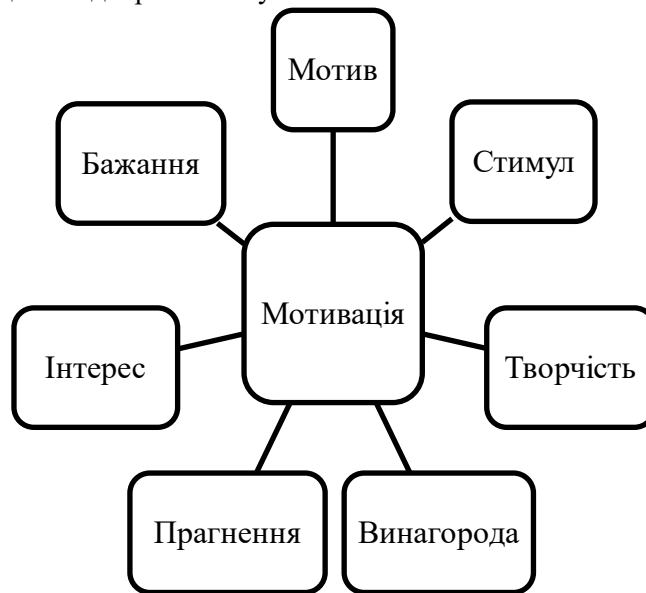 Мотив
Бажання
Стимул
Мотивація
Інтерес
Творчість
Прагнення
Винагорода